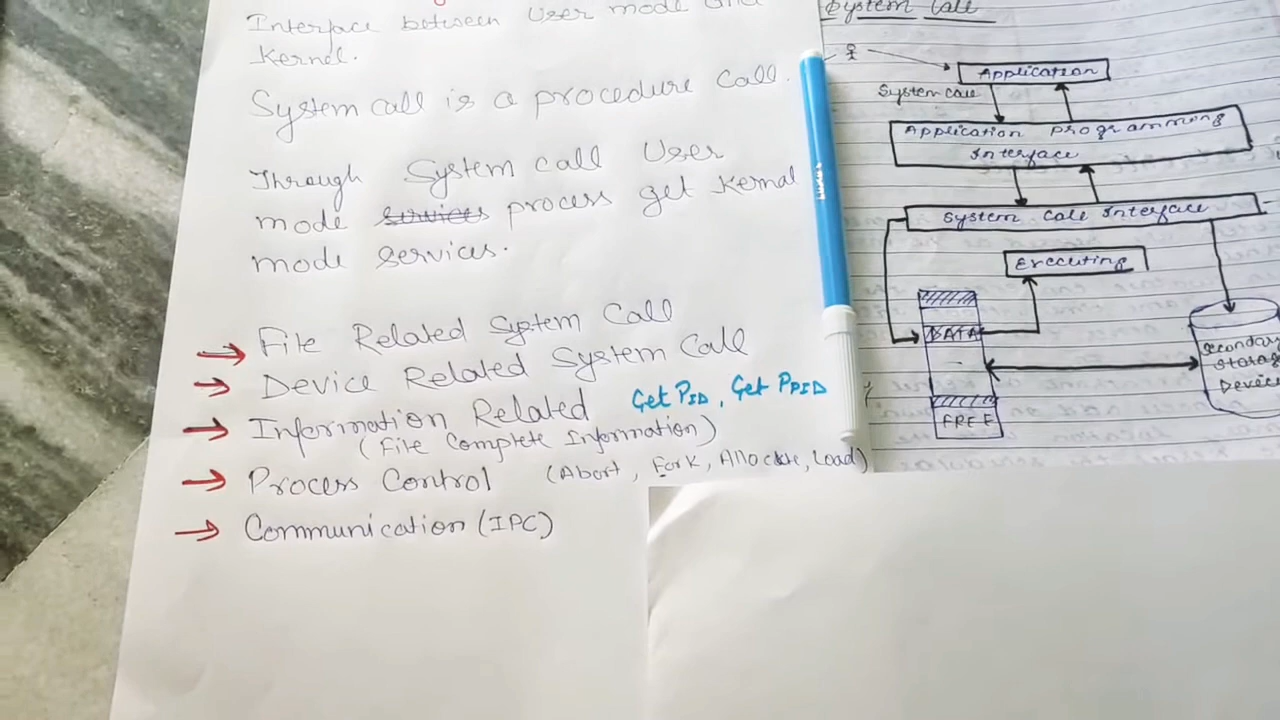 Interface between User mode and
Kernel.
System call is a procedure call.
Through System call User
mode services process get Kernal
mode services.
→ File Related System Call
→ Device Related System Call
→ Information Related Get PID, Get PPID
(File Complete Information)
→ Process Control (Abort, Fork, Allocate, Load)
→ Communication (IPC)
System Call
Application
System call
Application programming
Interface
System Call Interface
Executing
DATA
FREE
Secondary
Storage
Device